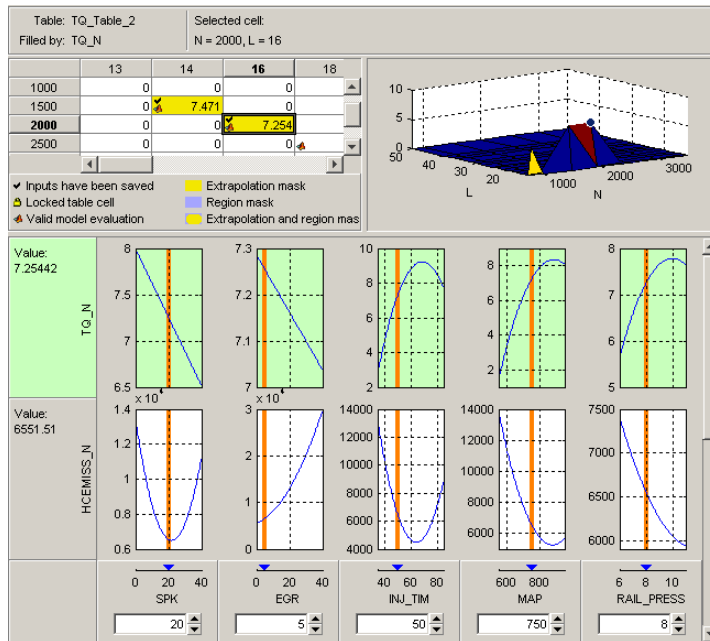 Table: TQ_Table_2
Filled by: TQ_N
Selected cell:
N = 2000, L = 16
13 14 16 18
1000 0 0 0 0
1500 0 7.471 0
2000 0 0 7.254
2500 0 0 0
Inputs have been saved
Locked table cell
Valid model evaluation
Extrapolation mask
Region mask
Extrapolation and region mas
10
5
0
50
40
30
20
L
1000
2000
3000
N
Value:
7.25442
TQ_N
8
7.5
7
6.5
7.3
7.2
7.1
7
10
8
6
4
2
8
6
4
2
8
7
6
5
Value:
6551.51
HCEMISS_N
x 10⁴
1.4
1.2
1
0.8
0.6
x 10⁴
3
2
1
0
14000
12000
10000
8000
6000
4000
14000
12000
10000
8000
6000
7500
7000
6500
6000
0 20 40
SPK
20
0 20 40
EGR
5
40 60 80
INJ_TIM
50
600 800
MAP
750
6 8 10
RAIL_PRESS
8